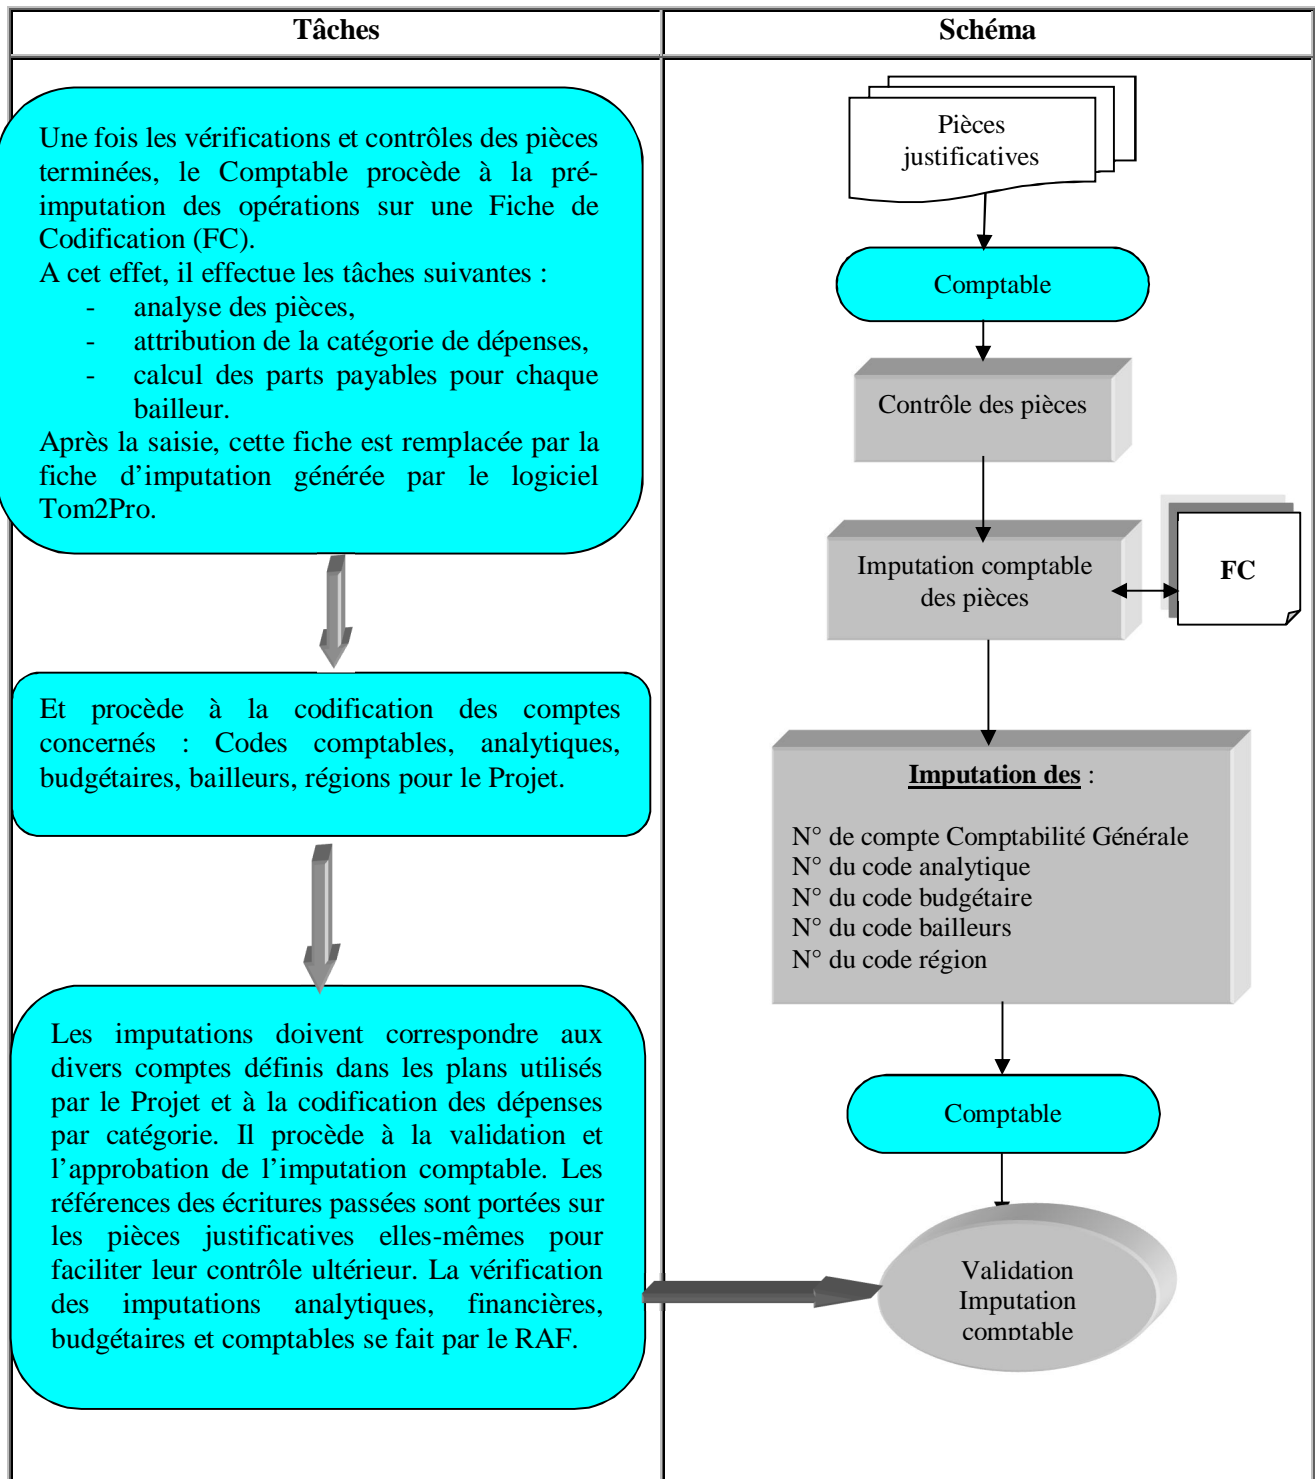 Tâches
Une fois les vérifications et contrôles des pièces
terminées, le Comptable procède à la pré-
imputation des opérations sur une Fiche de
Codification (FC).
A cet effet, il effectue les tâches suivantes :
- analyse des pièces,
- attribution de la catégorie de dépenses,
- calcul des parts payables pour chaque
bailleur.
Après la saisie, cette fiche est remplacée par la
fiche d’imputation générée par le logiciel
Tom2Pro.
Et procède à la codification des comptes
concernés : Codes comptables, analytiques,
budgétaires, bailleurs, régions pour le Projet.
Les imputations doivent correspondre aux
divers comptes définis dans les plans utilisés
par le Projet et à la codification des dépenses
par catégorie. Il procède à la validation et
l’approbation de l’imputation comptable. Les
références des écritures passées sont portées sur
les pièces justificatives elles-mêmes pour
faciliter leur contrôle ultérieur. La vérification
des imputations analytiques, financières,
budgétaires et comptables se fait par le RAF.
Schéma
Pièces
justificatives
Comptable
Contrôle des pièces
Imputation comptable
des pièces
FC
Imputation des :
N° de compte Comptabilité Générale
N° du code analytique
N° du code budgétaire
N° du code bailleurs
N° du code région
Comptable
Validation
Imputation
comptable